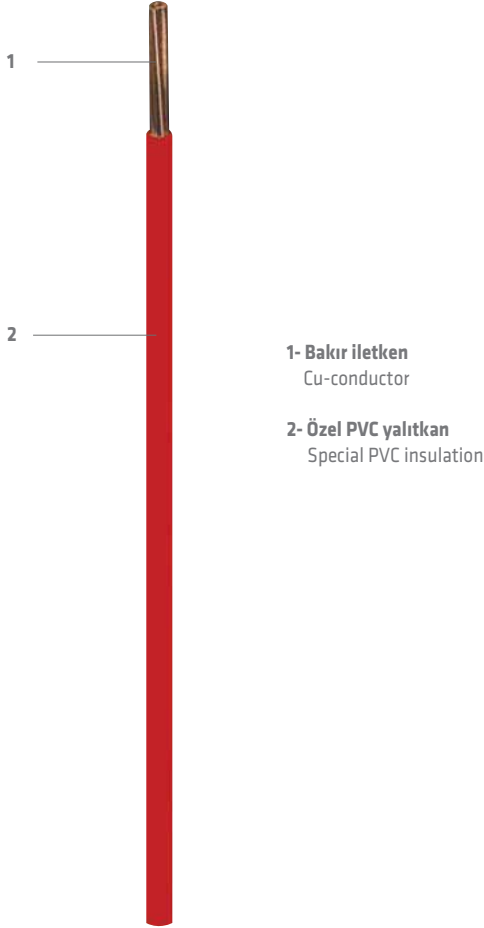 1
2
1- Bakır iletken
Cu-conductor
2- Özel PVC yalıtkan
Special PVC insulation